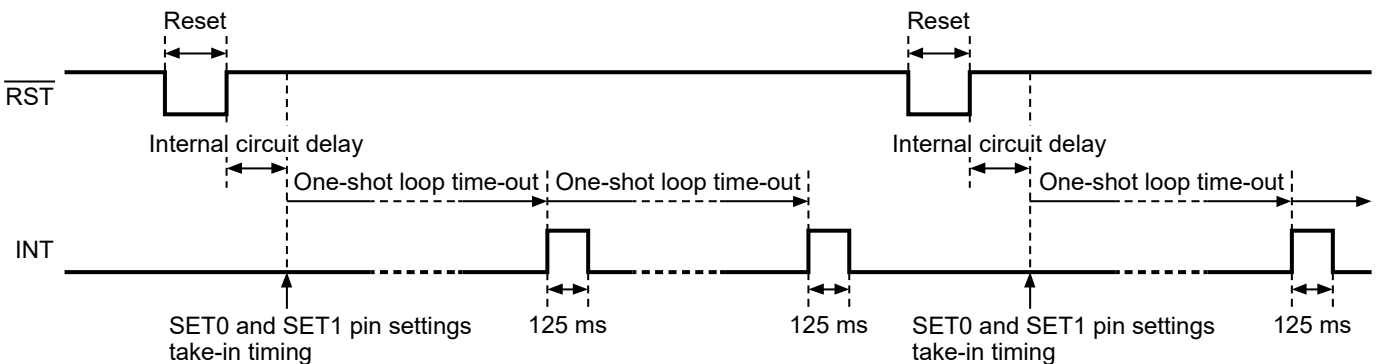 Reset
Reset
RST
Internal circuit delay
Internal circuit delay
One-shot loop time-out
One-shot loop time-out
One-shot loop time-out
INT
SET0 and SET1 pin settings
take-in timing
125 ms
125 ms
SET0 and SET1 pin settings
take-in timing
125 ms